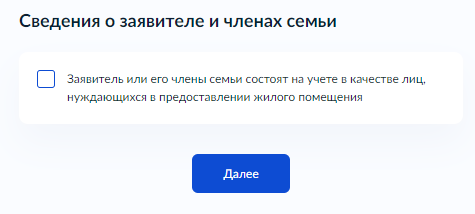 Сведения о заявителе и членах семьи
Заявитель или его члены семьи состоят на учете в качестве лиц,
нуждающихся в предоставлении жилого помещения
Далее